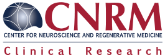 CNRM
CENTER FOR NEUROSCIENCE AND REGENERATIVE MEDICINE
Clinical Research